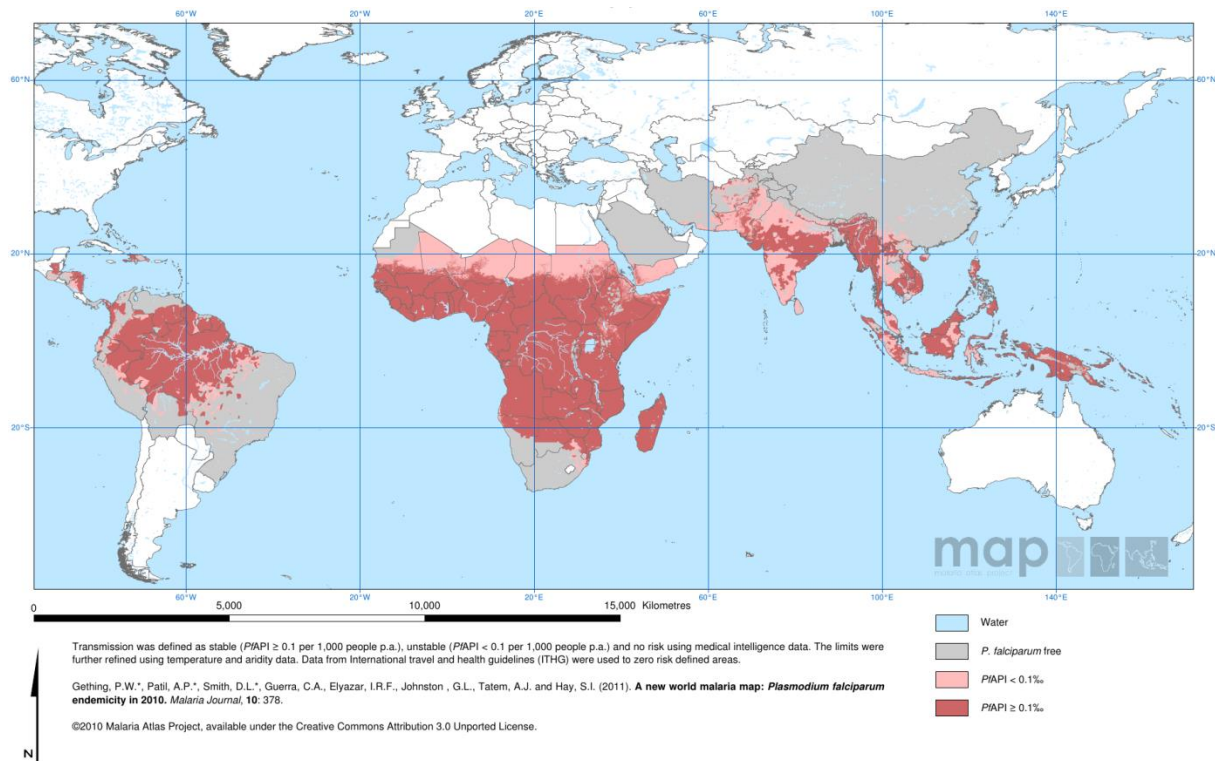 60°W 20°W 20°E 60°E 100°E 140°E
60°N 60°N
20°N 20°N
20°S 20°S
map
malaria atlas project
60°W 20°W 20°E 60°E 100°E 140°E
0 5,000 10,000 15,000 Kilometres
Transmission was defined as stable (PfAPI ≥ 0.1 per 1,000 people p.a.), unstable (PfAPI < 0.1 per 1,000 people p.a.) and no risk using medical intelligence data. The limits were
further refined using temperature and aridity data. Data from International travel and health guidelines (ITHG) were used to zero risk defined areas.
Gething, P.W.*, Patil, A.P.*, Smith, D.L.*, Guerra, C.A., Elyazar, I.R.F., Johnston , G.L., Tatem, A.J. and Hay, S.I. (2011). A new world malaria map: Plasmodium falciparum
endemicity in 2010. Malaria Journal, 10: 378.
©2010 Malaria Atlas Project, available under the Creative Commons Attribution 3.0 Unported License.
N
Water
P. falciparum free
PfAPI < 0.1‰
PfAPI ≥ 0.1‰